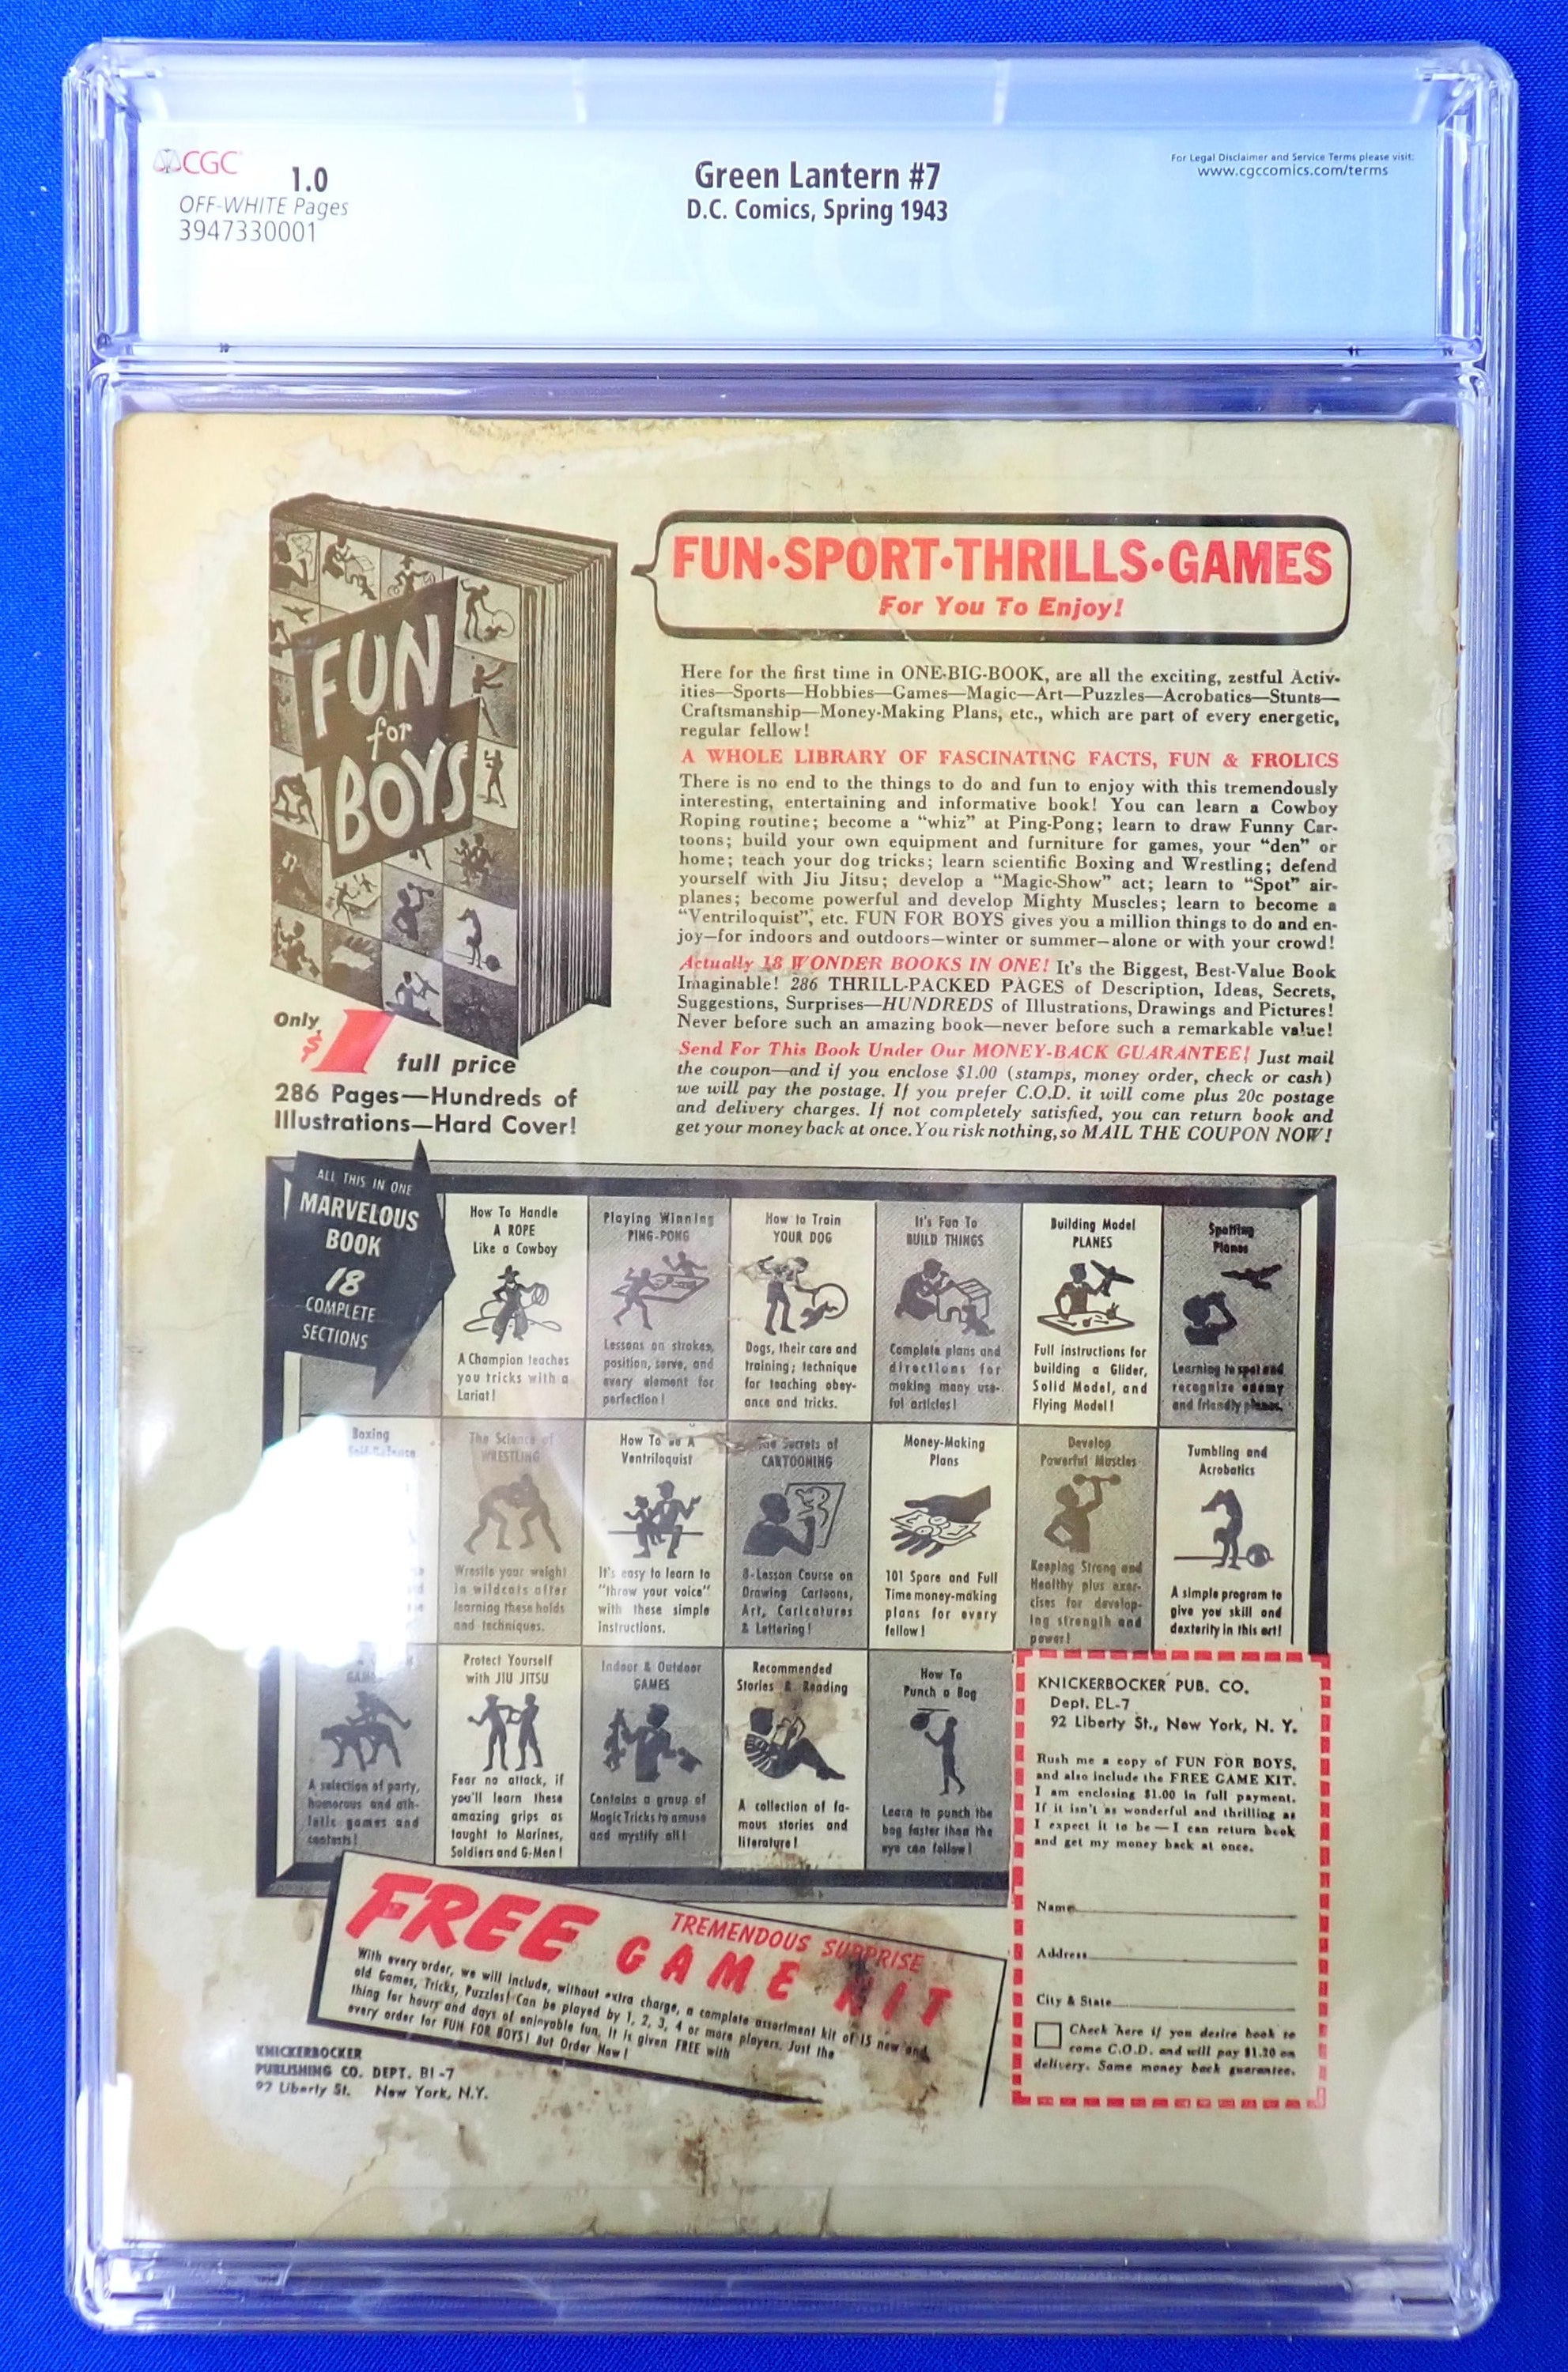 CGC
1.0
OFF-WHITE Pages
3947330001
Green Lantern #7
D.C. Comics, Spring 1943
For Legal Disclaimer and Service Terms please visit:
www.cgccomics.com/terms
FUN
for
BOYS
Only
$1
full price
286 Pages—Hundreds of
Illustrations—Hard Cover!
FUN•SPORT•THRILLS•GAMES
For You To Enjoy!
Here for the first time in ONE-BIG-BOOK, are all the exciting, zestful Activ-
ities—Sports—Hobbies—Games—Magic—Art—Puzzles—Acrobatics—Stunts—
Craftsmanship—Money-Making Plans, etc., which are part of every energetic,
regular fellow!
A WHOLE LIBRARY OF FASCINATING FACTS, FUN & FROLICS
There is no end to the things to do and fun to enjoy with this tremendously
interesting, entertaining and informative book! You can learn a Cowboy
Roping routine; become a "whiz" at Ping-Pong; learn to draw Funny Car-
toons; build your own equipment and furniture for games, your "den" or
home; teach your dog tricks; learn scientific Boxing and Wrestling; defend
yourself with Jiu Jitsu; develop a "Magic-Show" act; learn to "Spot" air-
planes; become powerful and develop Mighty Muscles; learn to become a
"Ventriloquist", etc. FUN FOR BOYS gives you a million things to do and en-
joy—for indoors and outdoors—winter or summer—alone or with your crowd!
Actually 18 WONDER BOOKS IN ONE! It's the Biggest, Best-Value Book
Imaginable! 286 THRILL-PACKED PAGES of Description, Ideas, Secrets,
Suggestions, Surprises—HUNDREDS of Illustrations, Drawings and Pictures!
Never before such an amazing book—never before such a remarkable value!
Send For This Book Under Our MONEY-BACK GUARANTEE! Just mail
the coupon—and if you enclose $1.00 (stamps, money order, check or cash)
we will pay the postage. If you prefer C.O.D. it will come plus 20c postage
and delivery charges. If not completely satisfied, you can return book and
get your money back at once. You risk nothing, so MAIL THE COUPON NOW!
ALL THIS IN ONE
MARVELOUS
BOOK
18
COMPLETE
SECTIONS
How To Handle
A ROPE
Like a Cowboy
A Champion teaches
you tricks with a
Lariat!
Playing Winning
PING-PONG
Lessons on strokes,
position, serve, and
every element for
perfection!
How to Train
YOUR DOG
Dogs, their care and
training; technique
for teaching obey-
ance and tricks.
It's Fun To
BUILD THINGS
Complete plans and
directions for
making many use-
ful articles!
Building Model
PLANES
Full instructions for
building a Glider,
Solid Model, and
Flying Model!
Spotting
Planes
Learning to spot and
recognize enemy
and friendly planes.
Boxing
The Science of
WRESTLING
Wrestle your weight
in wildcats after
learning these holds
and techniques.
How To Be A
Ventriloquist
It's easy to learn to
"throw your voice"
with these simple
instructions.
The Secrets of
CARTOONING
8-Lesson Course on
Drawing Cartoons,
Art, Caricatures
& Lettering!
Money-Making
Plans
101 Spare and Full
Time money-making
plans for every
fellow!
Develop
Powerful Muscles
Keeping Strong and
Healthy plus exer-
cises for develop-
ing strength and
power!
Tumbling and
Acrobatics
A simple program to
give you skill and
dexterity in this art!
GAMES
A selection of party,
humorous and ath-
letic games and
contests!
Protect Yourself
with JIU JITSU
Fear no attack, if
you'll learn these
amazing grips as
taught to Marines,
Soldiers and G-Men!
Indoor & Outdoor
GAMES
Contains a group of
Magic Tricks to amuse
and mystify all!
Recommended
Stories & Reading
A collection of fa-
mous stories and
literature!
How To
Punch a Bag
Learn to punch the
bag faster than the
eye can follow!
FREE
TREMENDOUS SURPRISE
GAME KIT
With every order, we will include, without extra charge, a complete assortment kit of 15 new and
old Games, Tricks, Puzzles! Can be played by 1, 2, 3, 4 or more players. Just the
thing for hours and days of enjoyable fun. It is given FREE with
every order for FUN FOR BOYS! But Order Now!
KNICKERBOCKER
PUBLISHING CO. DEPT. BL-7
92 Liberty St. New York, N.Y.
KNICKERBOCKER PUB. CO.
Dept. BL-7
92 Liberty St., New York, N. Y.
Rush me a copy of FUN FOR BOYS,
and also include the FREE GAME KIT.
I am enclosing $1.00 in full payment.
If it isn't as wonderful and thrilling as
I expect it to be—I can return book
and get my money back at once.
Name
Address
City & State
Check here if you desire book to
come C.O.D. and will pay $1.20 on
delivery. Same money back guarantee.